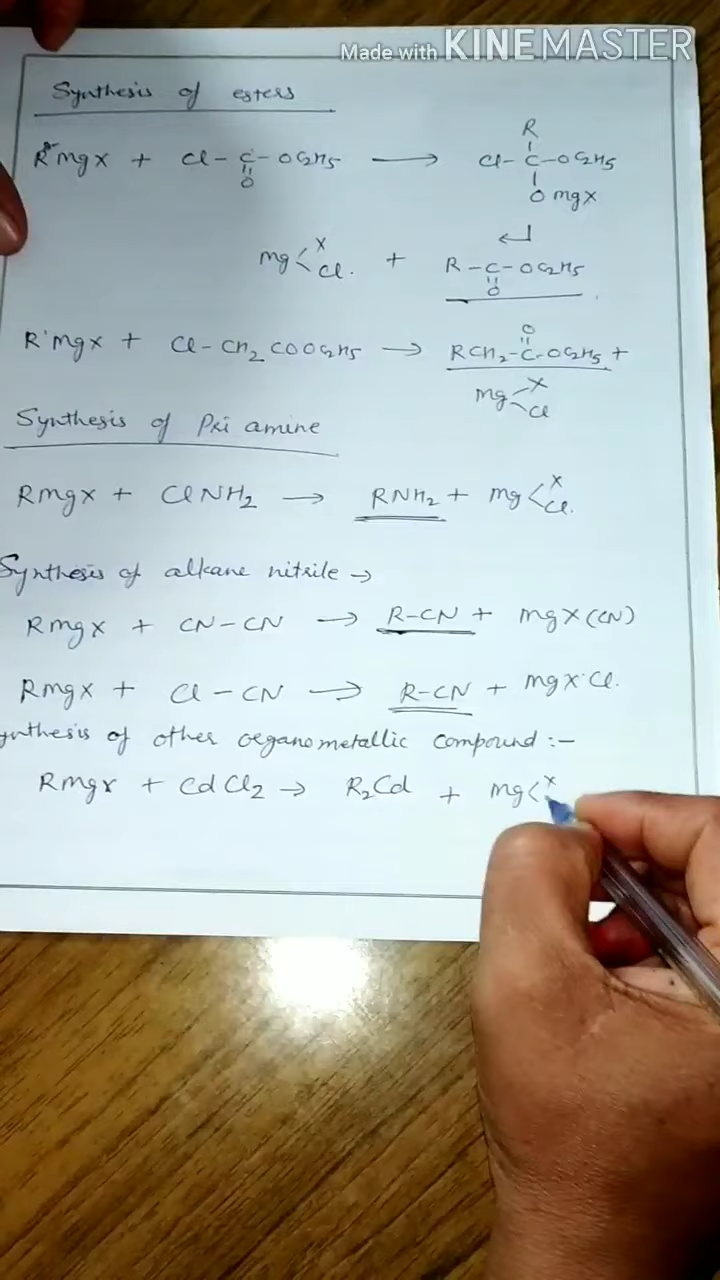 Made with KINEMASTER
Synthesis of esters
RMgX + Cl-C-OC2H5 → Cl-C-OC2H5
R
O
O MgX
Mg< X Cl. + R-C-OC2H5
O
R'MgX + Cl-CH2COOC2H5 → RCH2-C-OC2H5 +
O
Mg< X Cl
Synthesis of Pri amine
RMgX + ClNH2 → RNH2 + Mg< X Cl.
Synthesis of alkane nitrile →
RMgX + CN-CN → R-CN + MgX(CN)
RMgX + Cl-CN → R-CN + MgX Cl.
ynthesis of other organometallic compound :-
RMgX + CdCl2 → R2Cd + Mg< X